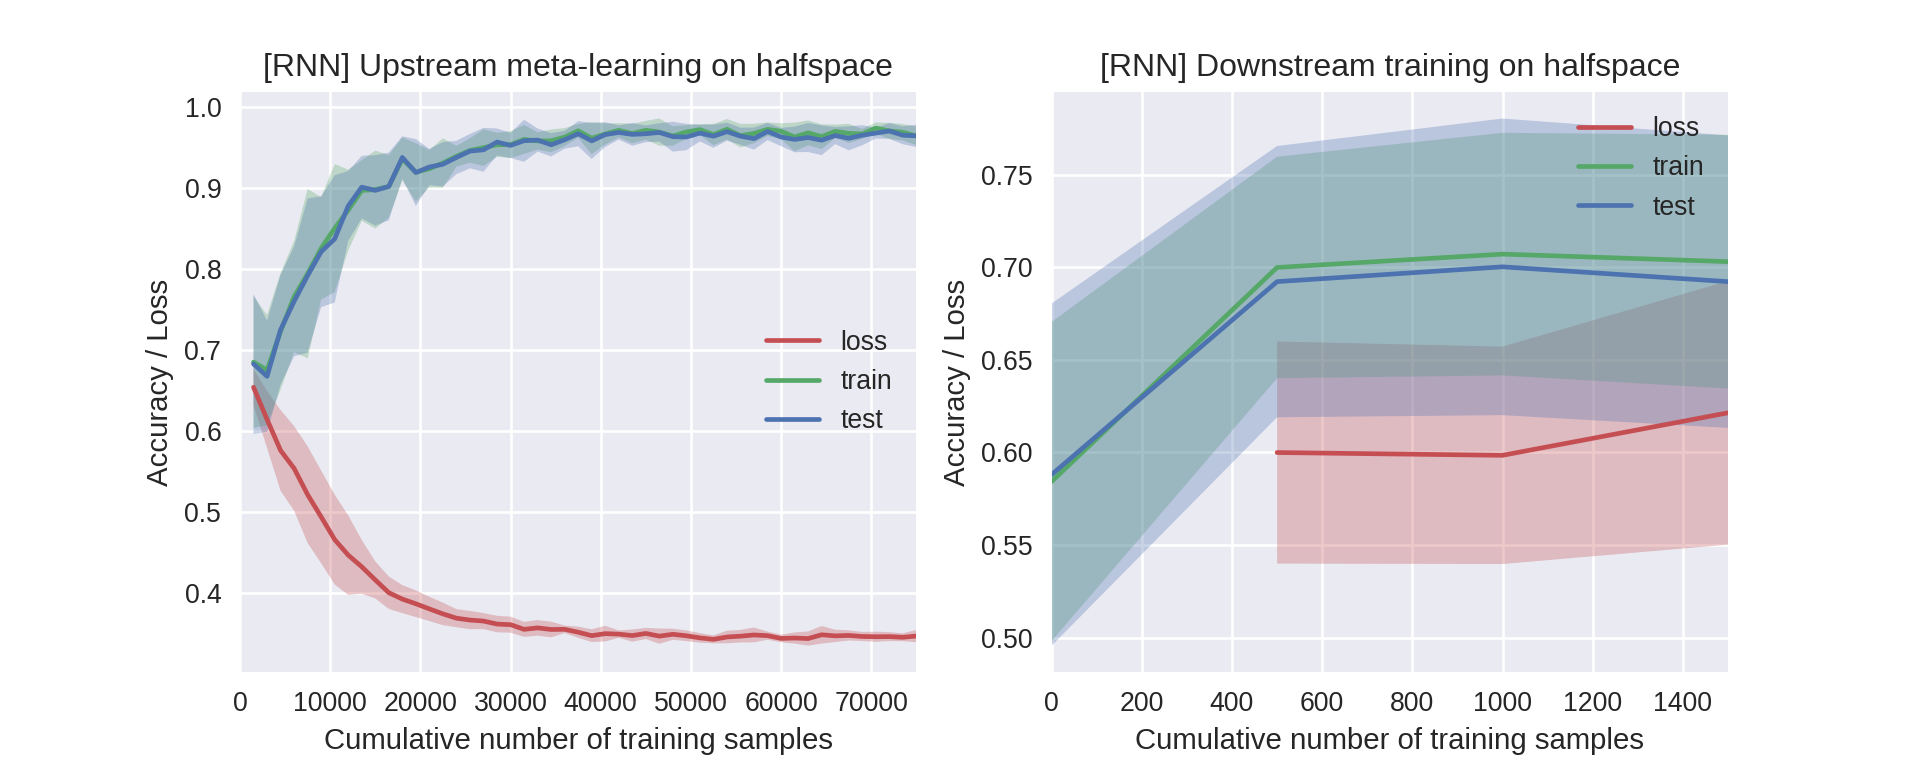 [RNN] Upstream meta-learning on halfspace
1.0
0.9
0.8
0.7
0.6
0.5
0.4
Accuracy / Loss
loss
train
test
0 10000 20000 30000 40000 50000 60000 70000
Cumulative number of training samples
[RNN] Downstream training on halfspace
0.75
0.70
0.65
0.60
0.55
0.50
Accuracy / Loss
loss
train
test
0 200 400 600 800 1000 1200 1400
Cumulative number of training samples